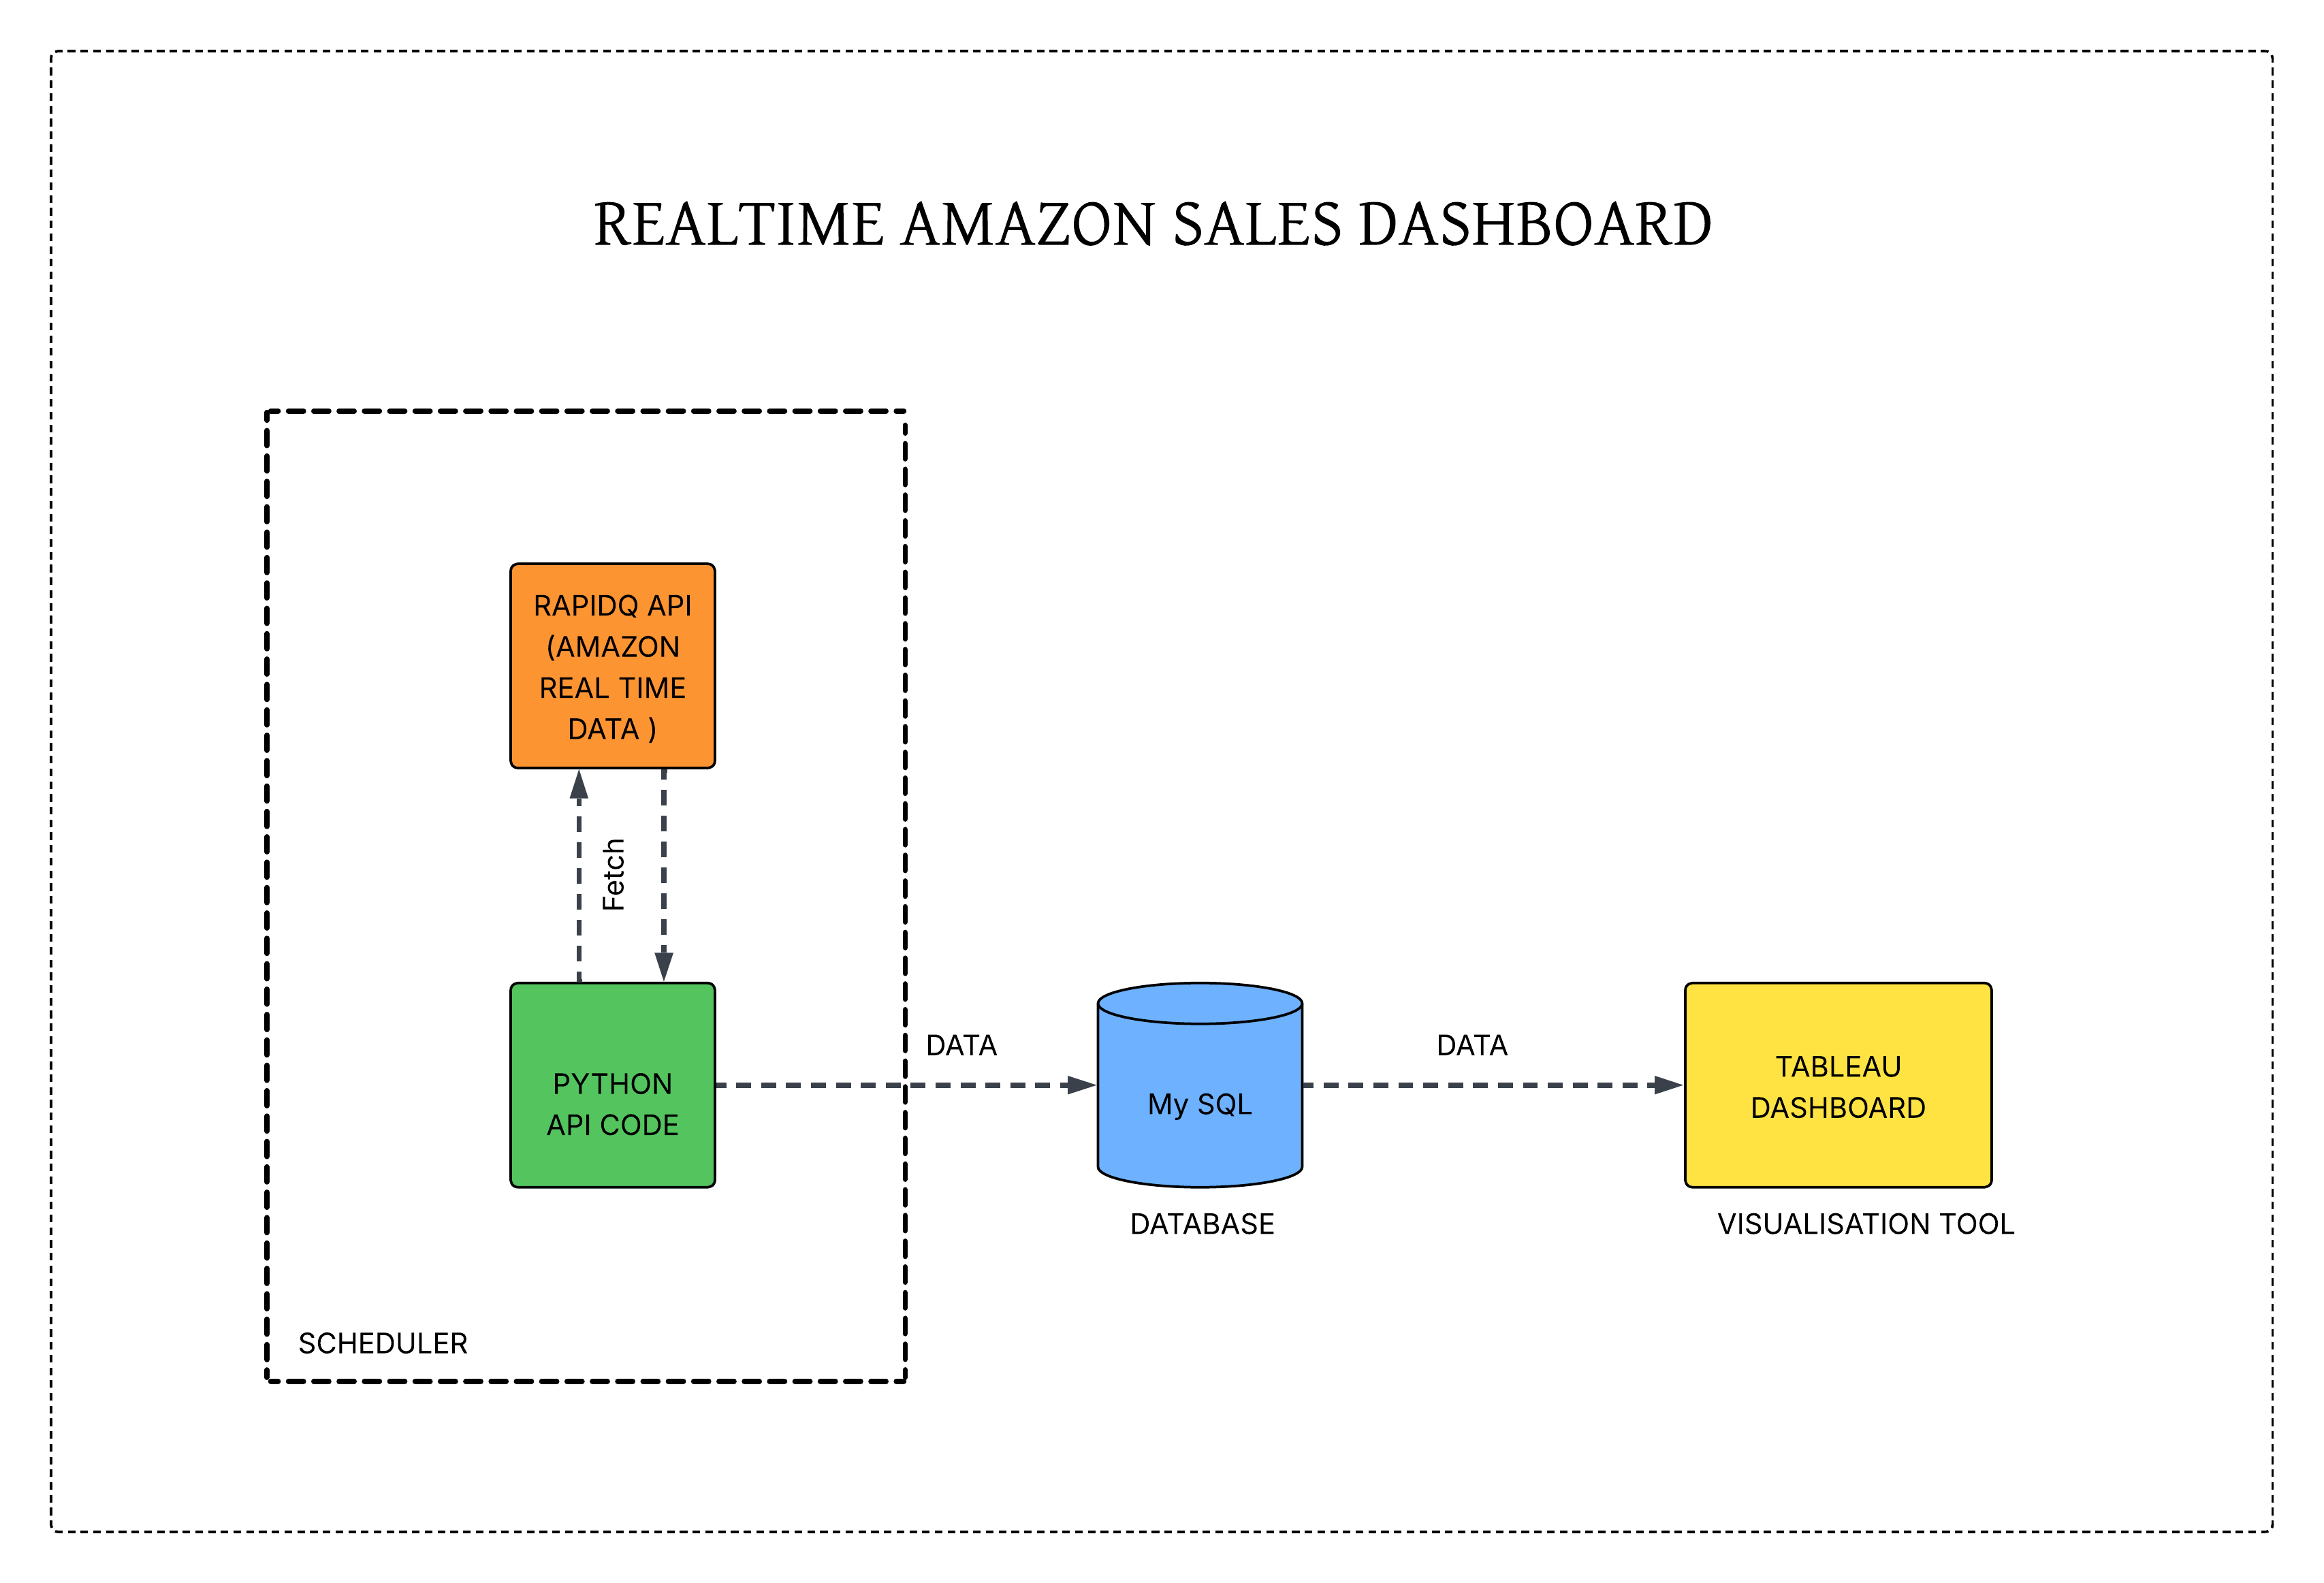 REALTIME AMAZON SALES DASHBOARD
RAPIDQ API
(AMAZON
REAL TIME
DATA )
Fetch
PYTHON
API CODE
DATA
My SQL
DATABASE
DATA
TABLEAU
DASHBOARD
VISUALISATION TOOL
SCHEDULER